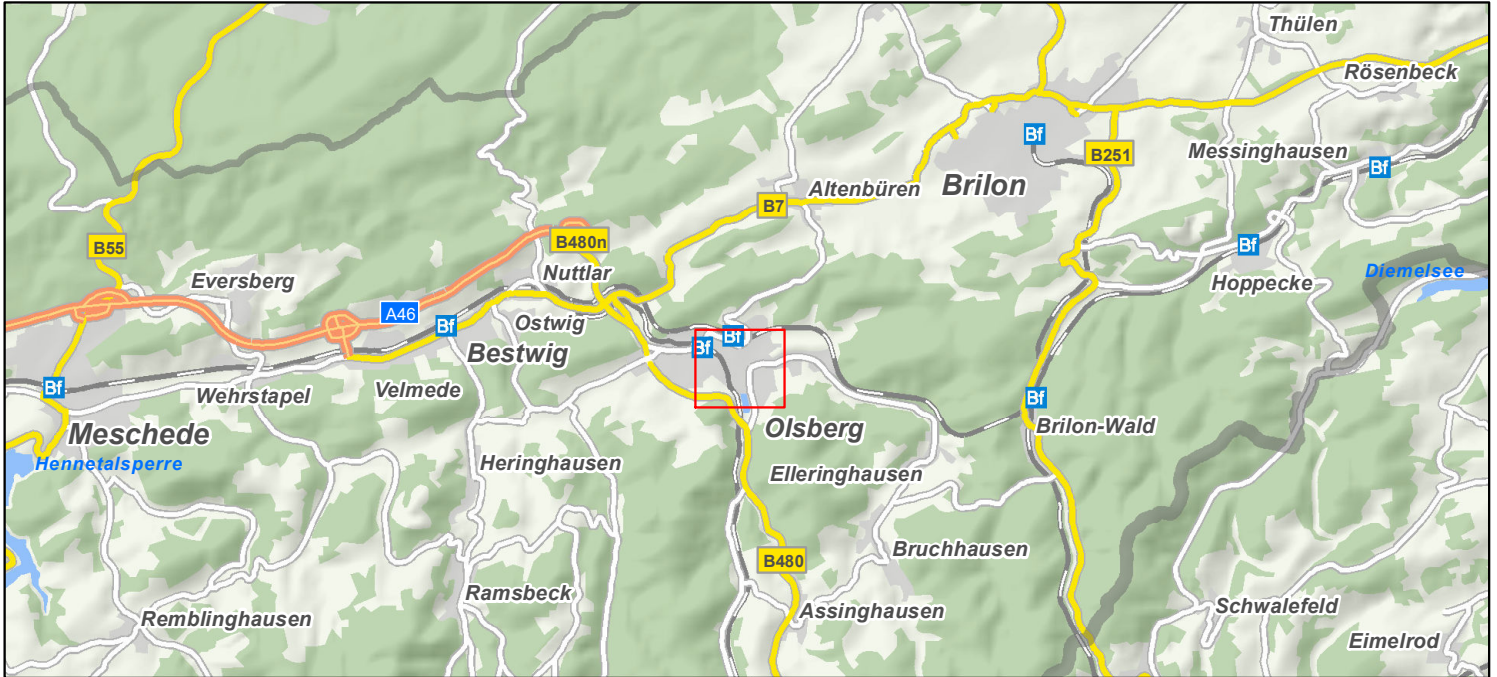 Thülen
Rösenbeck
Bf
B251
Messinghausen
Bf
Altenbüren
Brilon
B7
B55
B480n
Bf
Eversberg
Nuttlar
Hoppecke
Diemelsee
A46
Bf
Ostwig
Bf
Bf
Bestwig
Bf
Wehrstapel
Velmede
Bf
Meschede
Olsberg
Brilon-Wald
Hennetalsperre
Heringhausen
Elleringhausen
Bruchhausen
B480
Ramsbeck
Assinghausen
Schwalefeld
Remblinghausen
Eimelrod